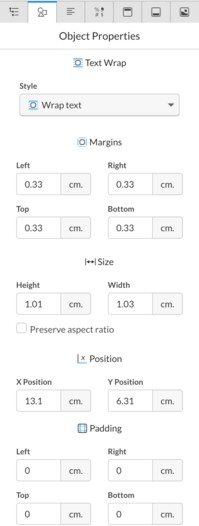 Object Properties
Text Wrap
Style
Wrap text
Margins
Left Right
0.33 cm. 0.33 cm.
Top Bottom
0.33 cm. 0.33 cm.
Size
Height Width
1.01 cm. 1.03 cm.
Preserve aspect ratio
x Position
X Position Y Position
13.1 cm. 6.31 cm.
Padding
Left Right
0 cm. 0 cm.
Top Bottom
0 cm. 0 cm.